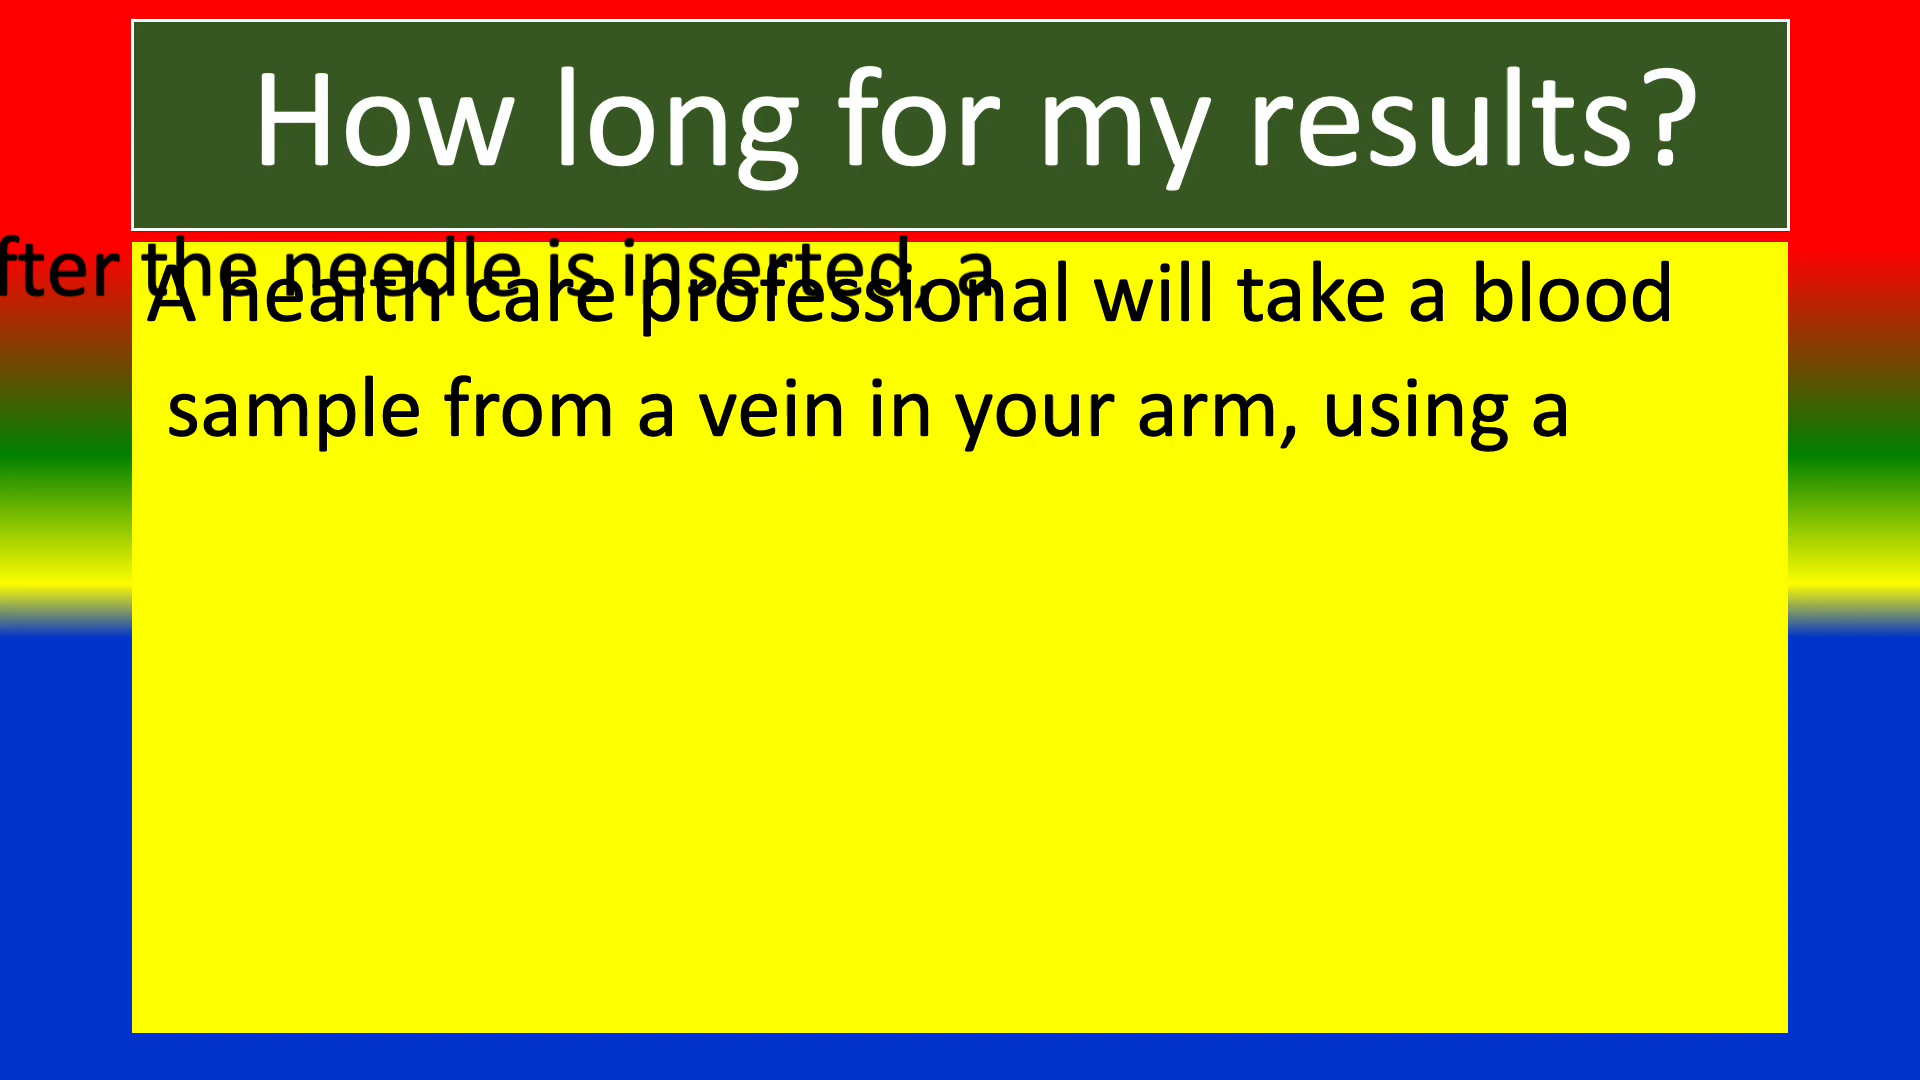 How long for my results?
fter the needle is inserted, a
A health care professional will take a blood
sample from a vein in your arm, using a